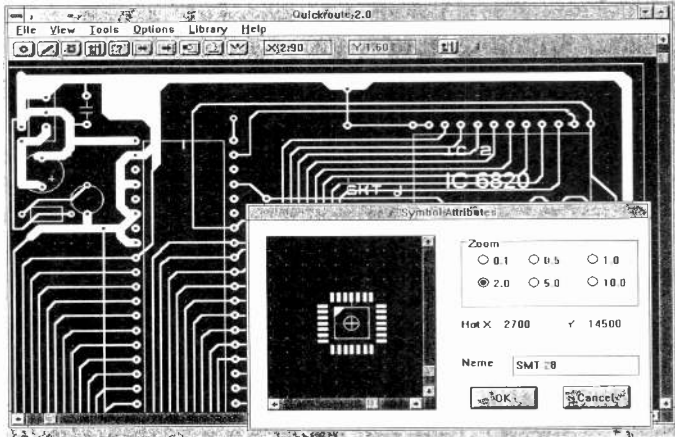 Quickroute 2.0
File View Tools Options Library Help
X:2.90 Y:1.60
IC 2
IC 6820
SMT J
Symbol Attributes
Zoom
0.1 0.5 1.0
2.0 5.0 10.0
Hot X 2700 Y 14500
Name SMT 28
OK Cancel